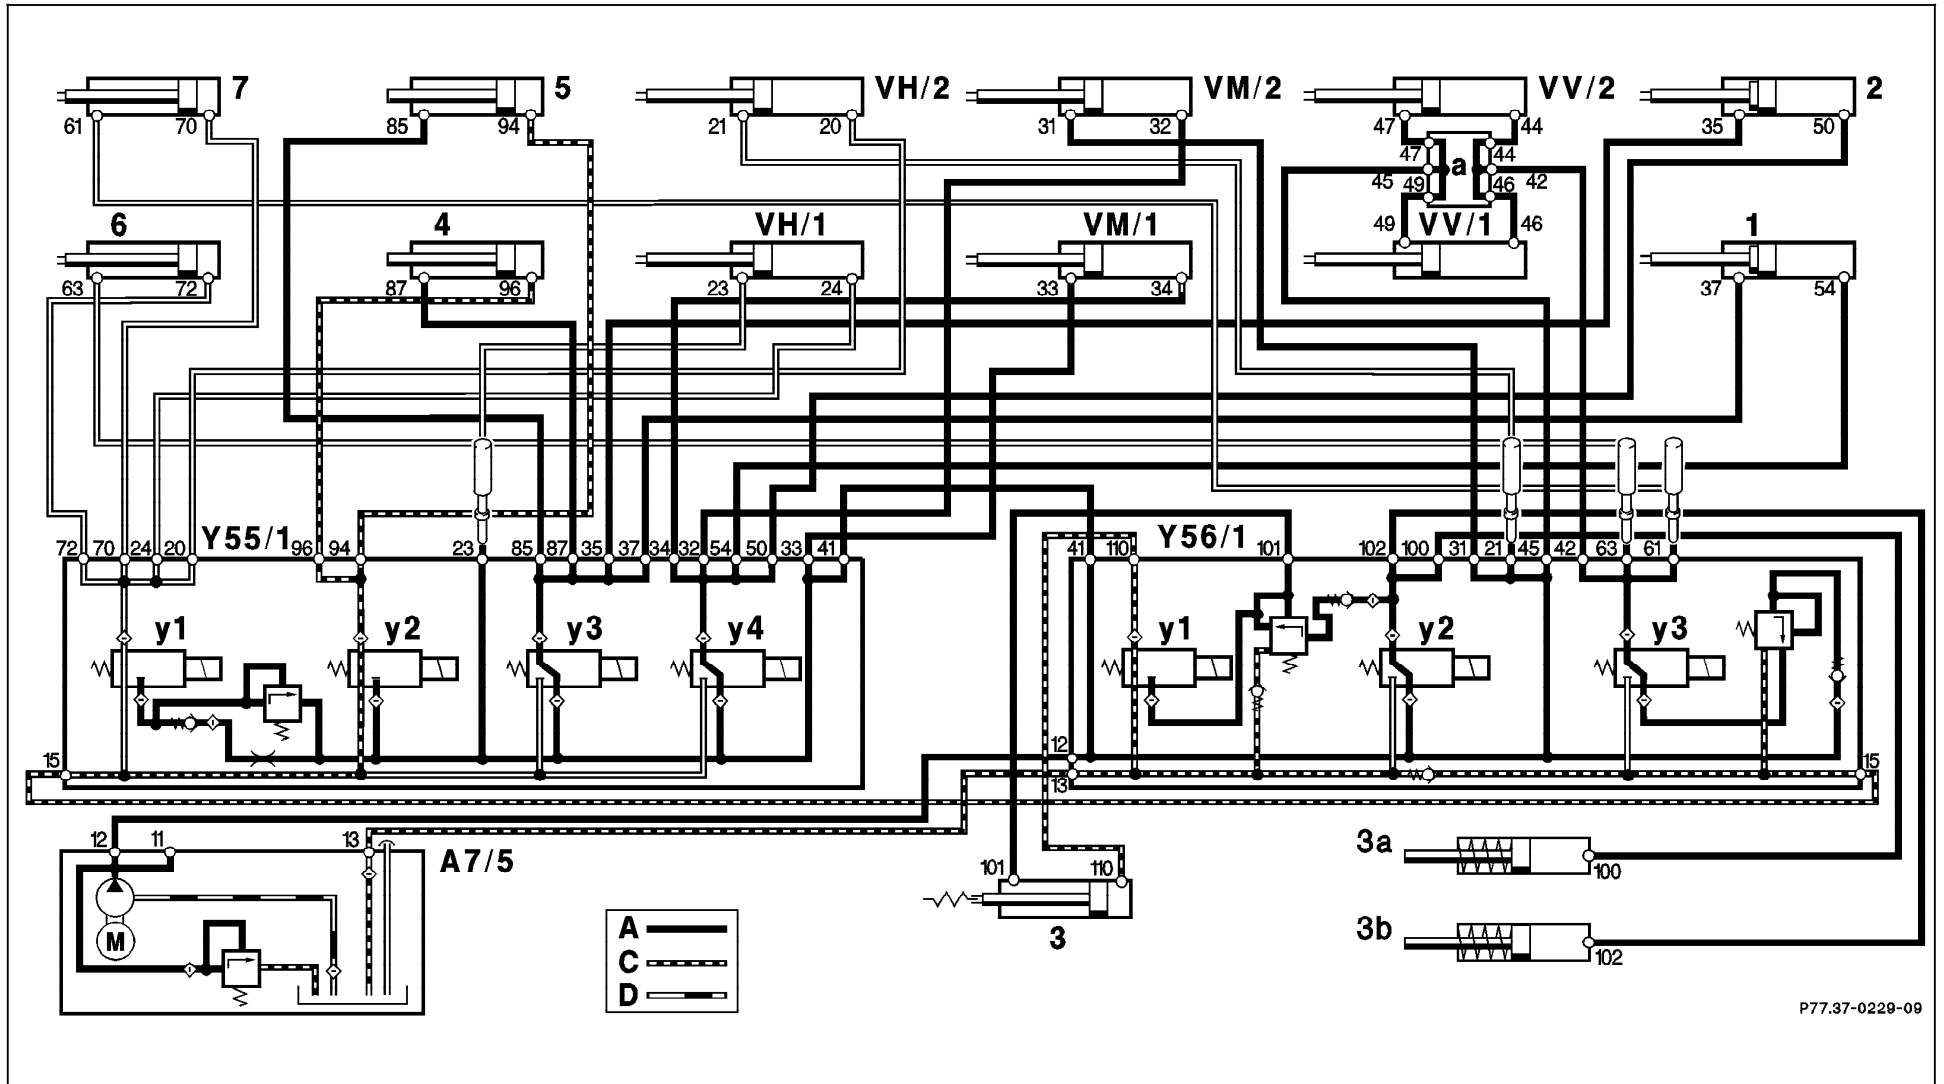 7 5 VH/2 VM/2 VV/2 2
61 70 85 94 21 20 31 32 47 44 35 50
47 a 44
45 49 46 42
6 4 VH/1 VM/1 49 VV/1 46 1
63 72 87 96 23 24 33 34 37 54
72 70 24 20 Y55/1 96 94 23 85 87 35 37 34 32 54 50 33 41
41 110 Y56/1 101 102 100 31 21 45 42 63 61
y1 y2 y3 y4 y1 y2 y3
15 12 13 15
12 11 13 A7/5
M
A
C
D
101 110
3
3a 100
3b 102
P77.37-0229-09